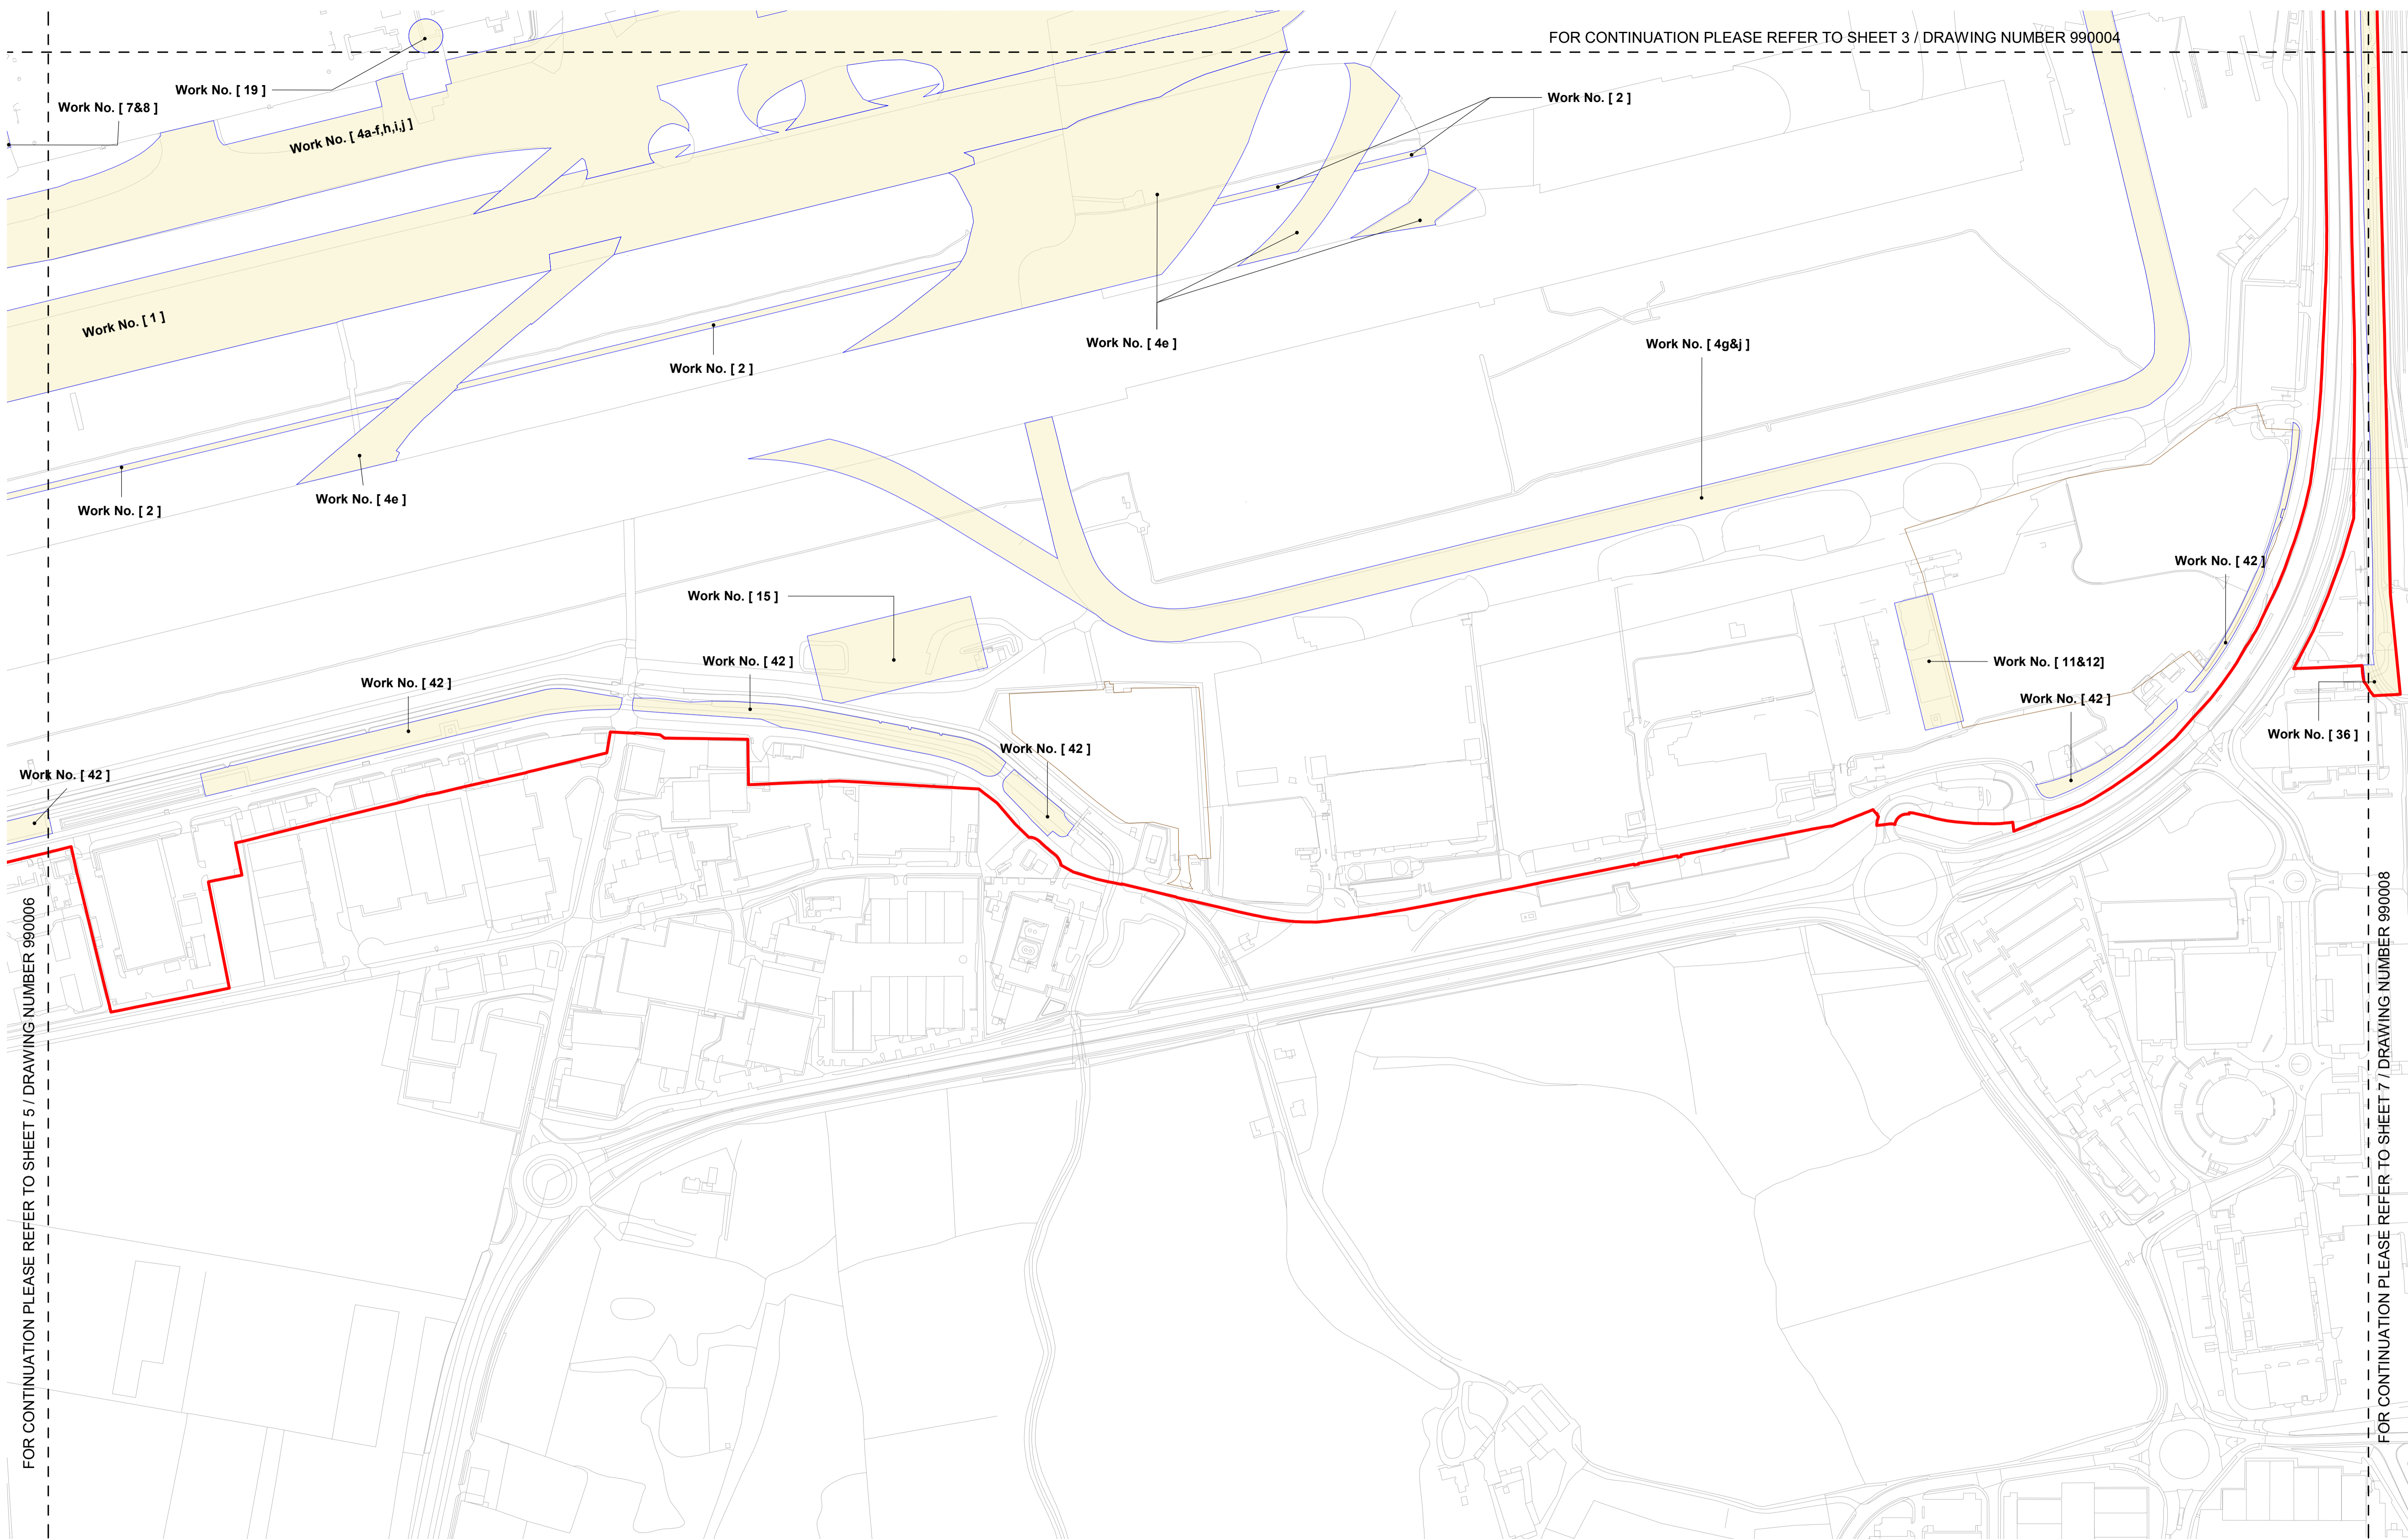 FOR CONTINUATION PLEASE REFER TO SHEET 3 / DRAWING NUMBER 990004
Work No. [ 19 ]
Work No. [ 7&8 ]
Work No. [ 4a-f,h,i,j ]
Work No. [ 2 ]
Work No. [ 1 ]
Work No. [ 4e ]
Work No. [ 4g&j ]
Work No. [ 2 ]
Work No. [ 4e ]
Work No. [ 2 ]
Work No. [ 42 ]
Work No. [ 15 ]
Work No. [ 42 ]
Work No. [ 11&12]
Work No. [ 42 ]
Work No. [ 42 ]
Work No. [ 36 ]
Work No. [ 42 ]
Work No. [ 42 ]
FOR CONTINUATION PLEASE REFER TO SHEET 5 / DRAWING NUMBER 990006
FOR CONTINUATION PLEASE REFER TO SHEET 7 / DRAWING NUMBER 990008